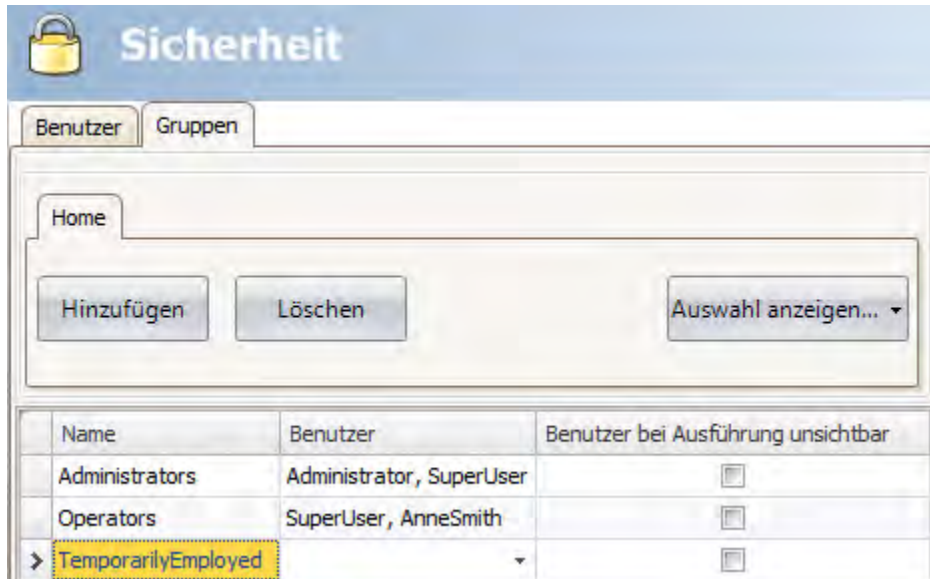 Sicherheit
Benutzer Gruppen
Home
Hinzufügen Löschen Auswahl anzeigen...
Name Benutzer Benutzer bei Ausführung unsichtbar
Administrators Administrator, SuperUser
Operators SuperUser, AnneSmith
TemporarilyEmployed